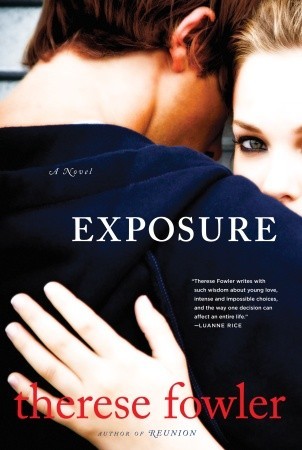 A Novel
EXPOSURE
"Therese Fowler writes with
such wisdom about young love,
intense and impossible choices,
and the way one decision can
affect an entire life."
—LUANNE RICE
therese fowler
AUTHOR OF REUNION